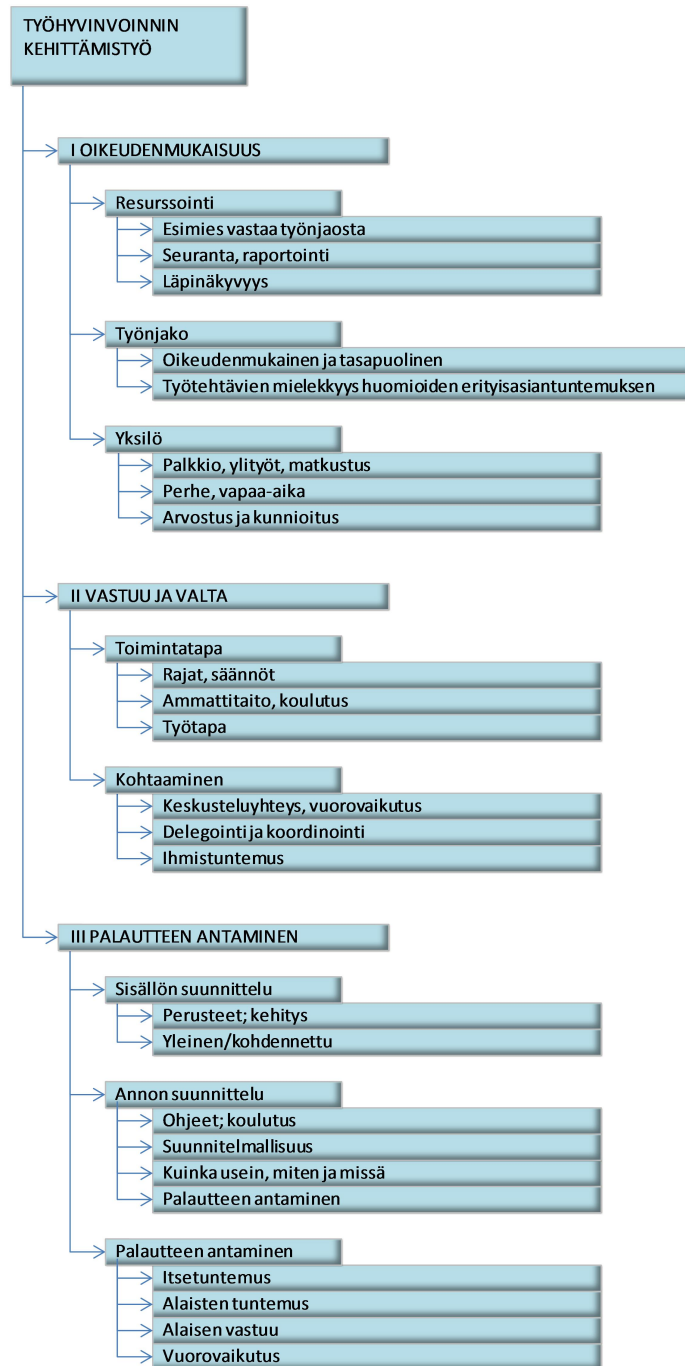 TYÖHYVINVOINNIN
KEHITTÄMISTYÖ
I OIKEUDENMUKAISUUS
Resurssointi
Esimies vastaa työnjaosta
Seuranta, raportointi
Läpinäkyvyys
Työnjako
Oikeudenmukainen ja tasapuolinen
Työtehtävien mielekkyys huomioiden erityisasiantuntemuksen
Yksilö
Palkkio, ylityöt, matkustus
Perhe, vapaa-aika
Arvostus ja kunnioitus
II VASTUU JA VALTA
Toimintatapa
Rajat, säännöt
Ammattitaito, koulutus
Työtapa
Kohtaaminen
Keskusteluyhteys, vuorovaikutus
Delegointi ja koordinointi
Ihmistuntemus
III PALAUTTEEN ANTAMINEN
Sisällön suunnittelu
Perusteet; kehitys
Yleinen/kohdennettu
Annon suunnittelu
Ohjeet; koulutus
Suunnitelmallisuus
Kuinka usein, miten ja missä
Palautteen antaminen
Palautteen antaminen
Itsetuntemus
Alaisten tuntemus
Alaisen vastuu
Vuorovaikutus